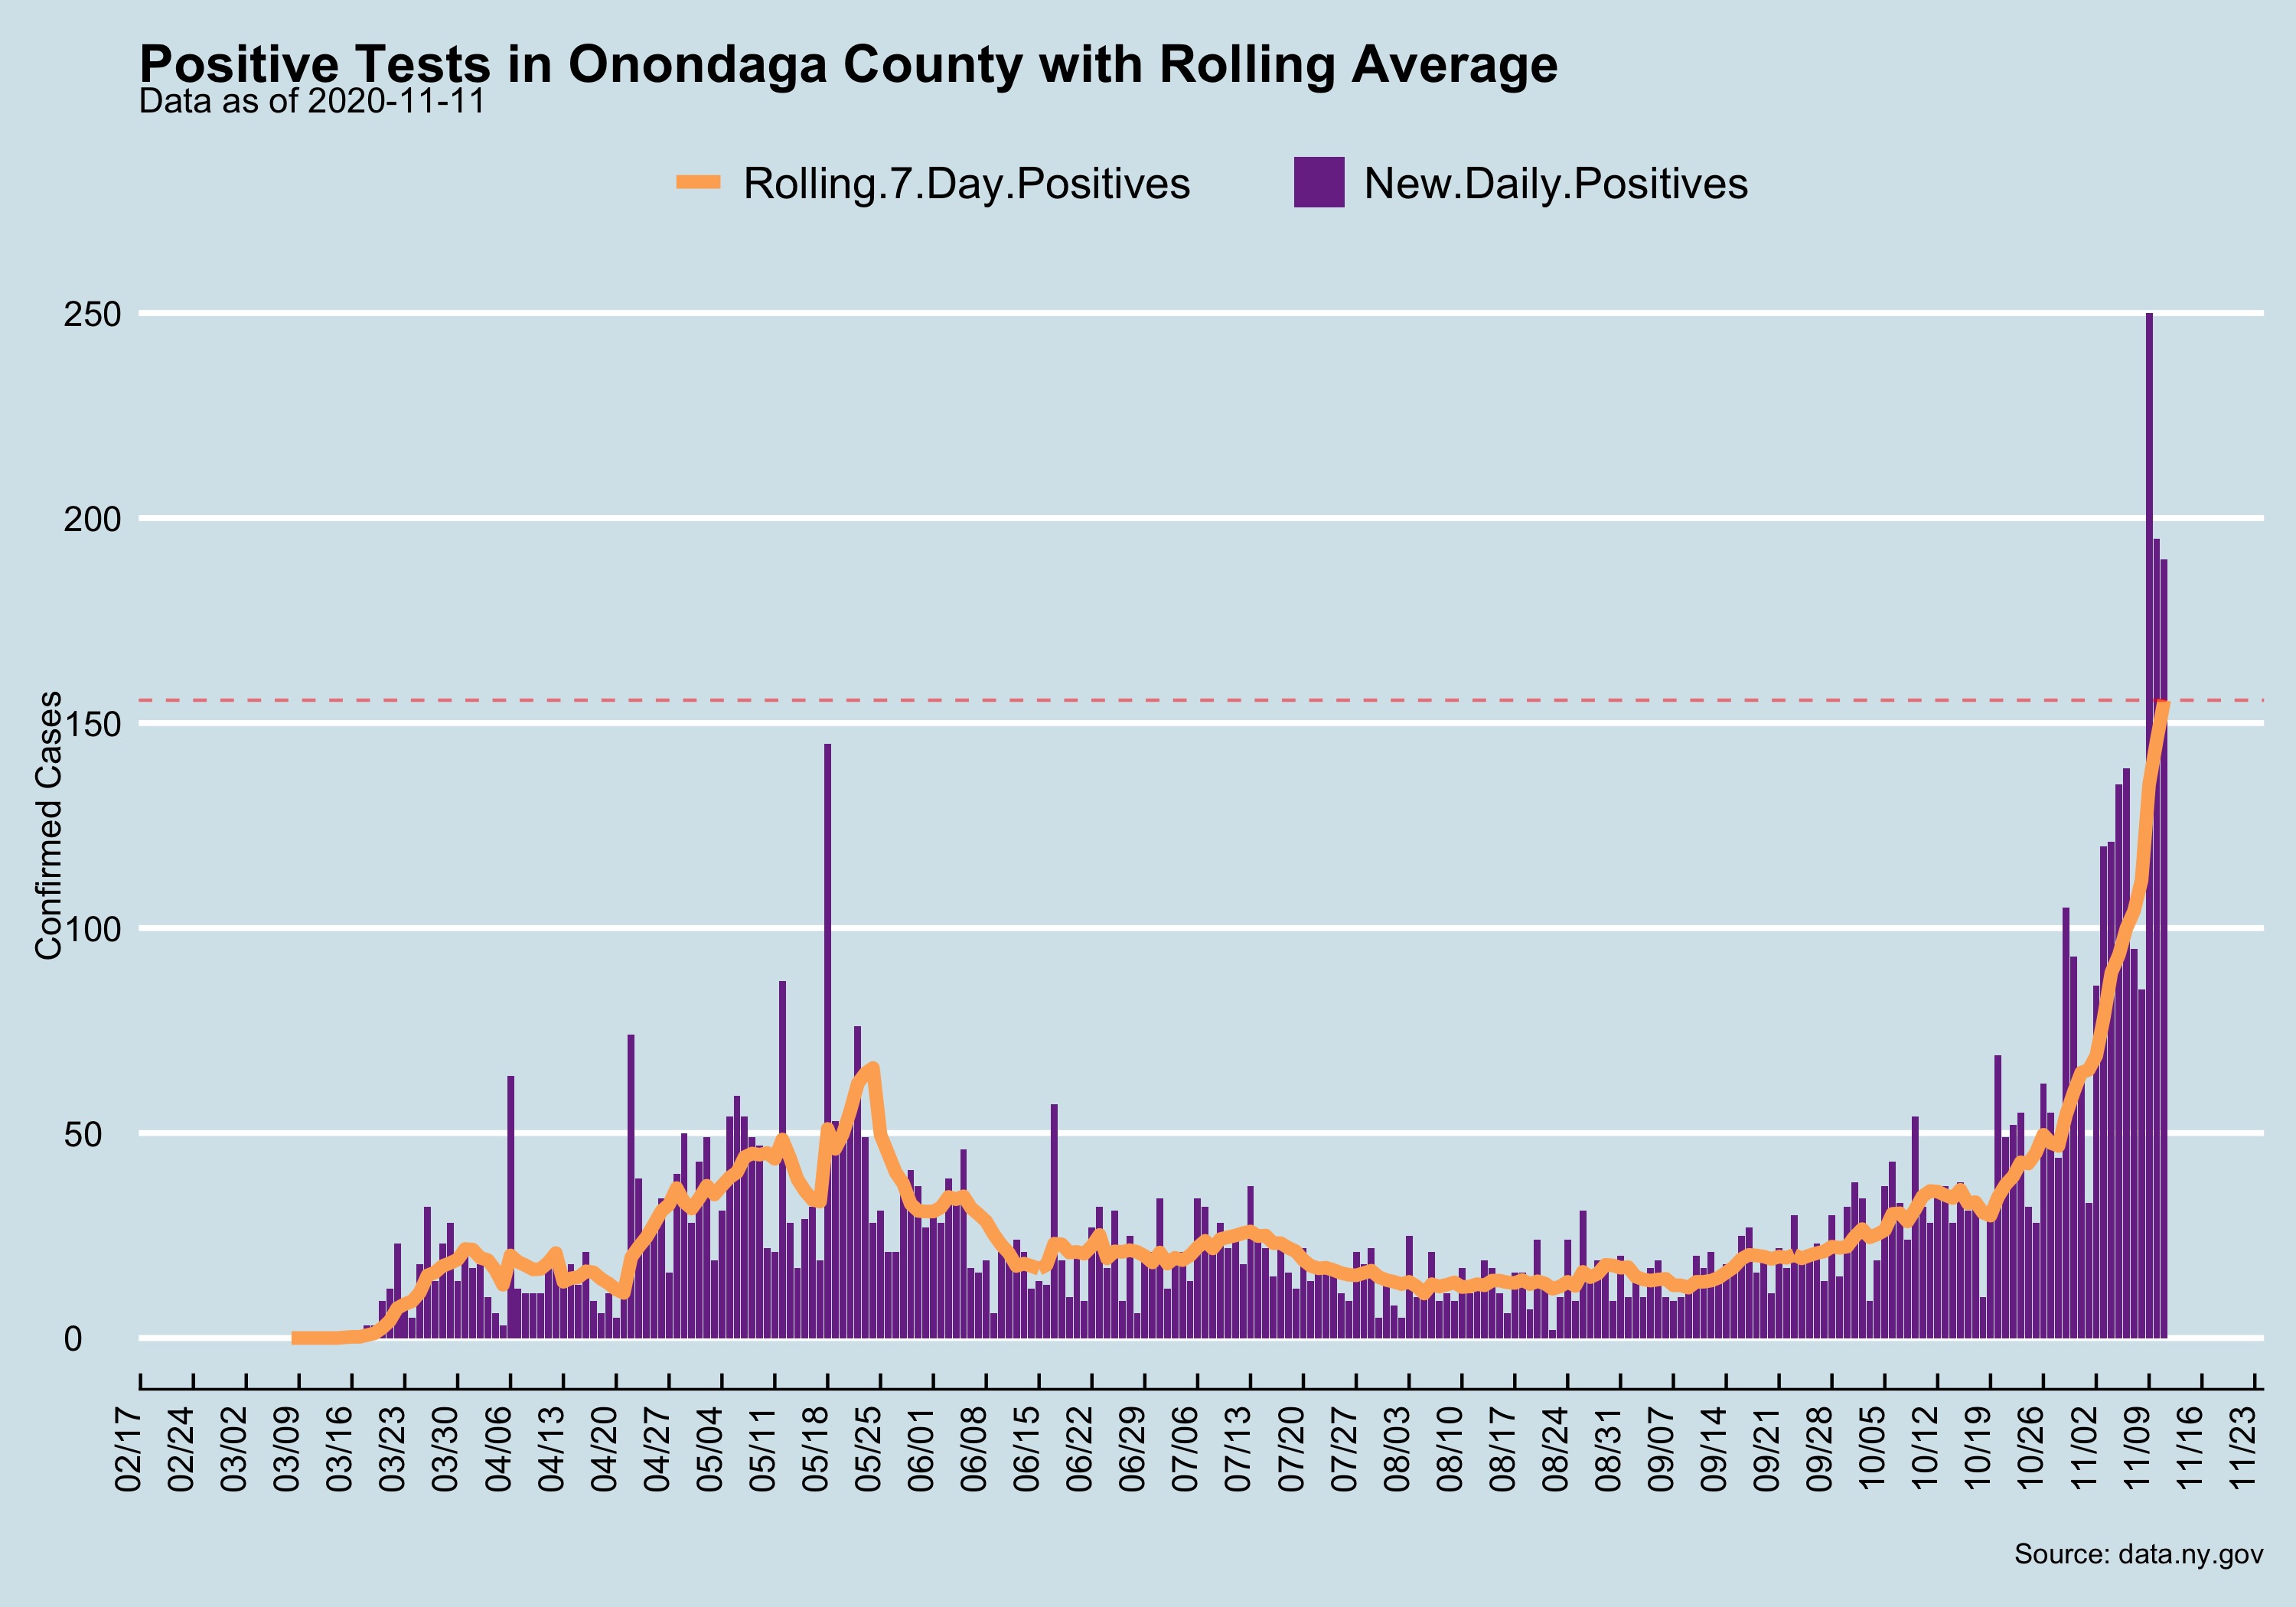 Positive Tests in Onondaga County with Rolling Average
Data as of 2020-11-11
Rolling.7.Day.Positives New.Daily.Positives
250
200
150
100
50
0
Confirmed Cases
02/17 02/24 03/02 03/09 03/16 03/23 03/30 04/06 04/13 04/20 04/27 05/04 05/11 05/18 05/25 06/01 06/08 06/15 06/22 06/29 07/06 07/13 07/20 07/27 08/03 08/10 08/17 08/24 08/31 09/07 09/14 09/21 09/28 10/05 10/12 10/19 10/26 11/02 11/09 11/16 11/23
Source: data.ny.gov